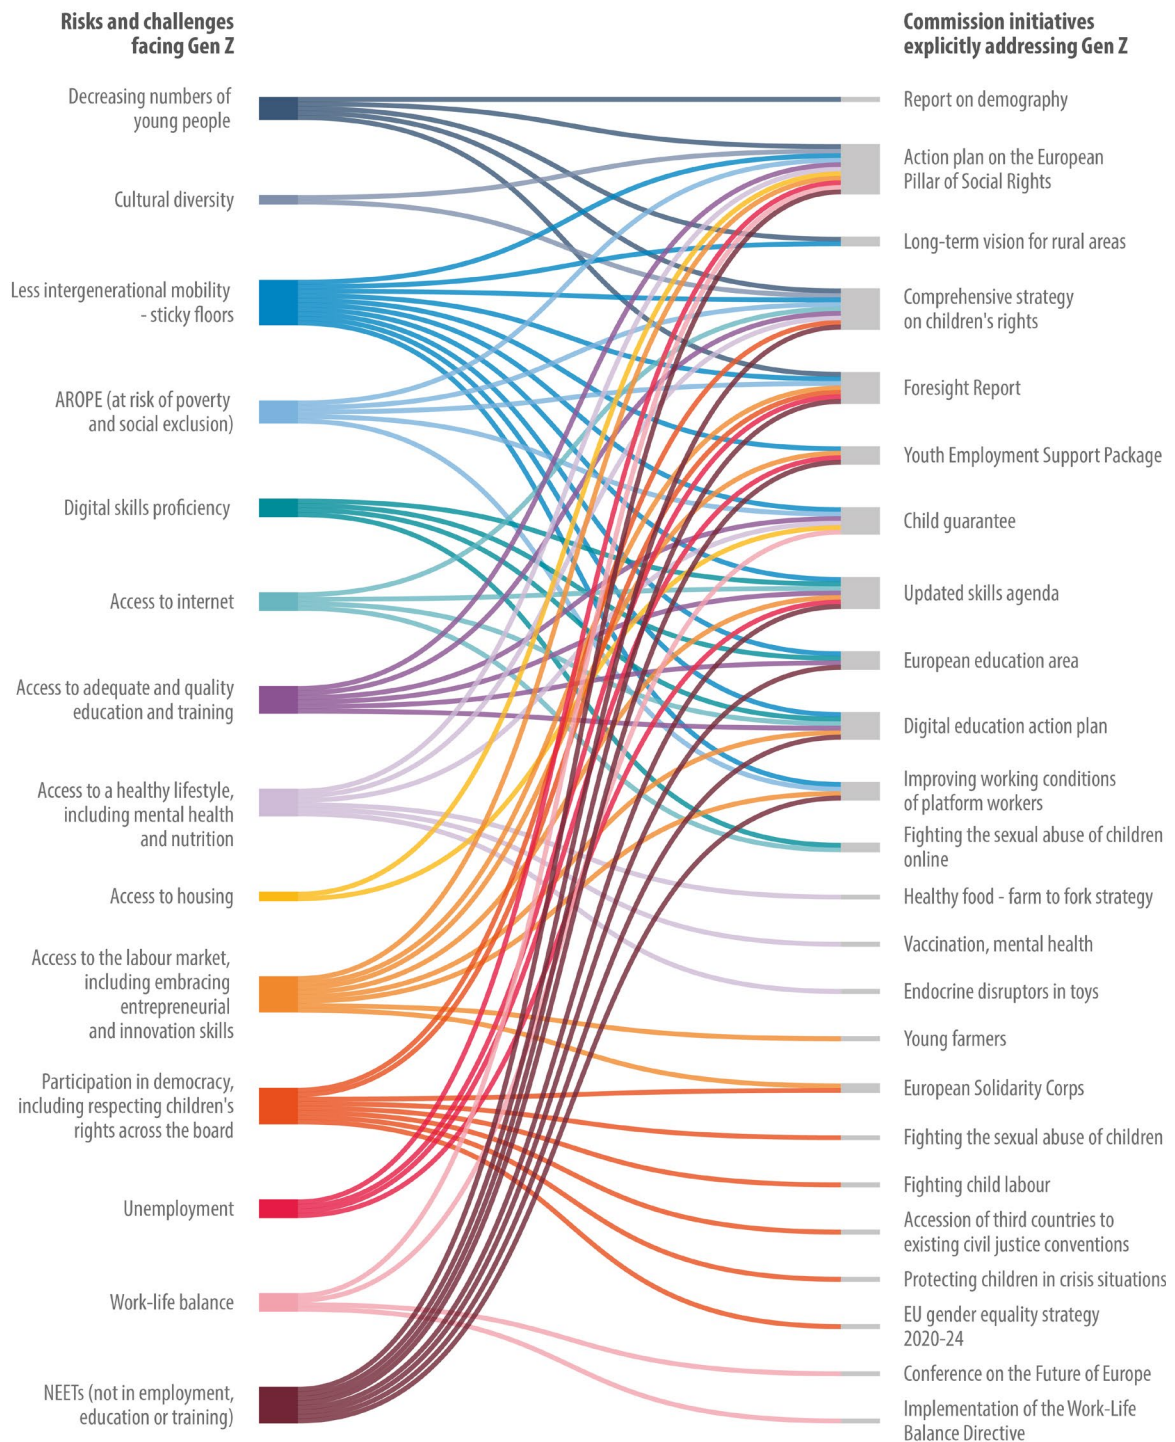 Risks and challenges
facing Gen Z
Decreasing numbers of
young people
Cultural diversity
Less intergenerational mobility
- sticky floors
AROPE (at risk of poverty
and social exclusion)
Digital skills proficiency
Access to internet
Access to adequate and quality
education and training
Access to a healthy lifestyle,
including mental health
and nutrition
Access to housing
Access to the labour market,
including embracing
entrepreneurial
and innovation skills
Participation in democracy,
including respecting children's
rights across the board
Unemployment
Work-life balance
NEETs (not in employment,
education or training)
Commission initiatives
explicitly addressing Gen Z
Report on demography
Action plan on the European
Pillar of Social Rights
Long-term vision for rural areas
Comprehensive strategy
on children's rights
Foresight Report
Youth Employment Support Package
Child guarantee
Updated skills agenda
European education area
Digital education action plan
Improving working conditions
of platform workers
Fighting the sexual abuse of children
online
Healthy food - farm to fork strategy
Vaccination, mental health
Endocrine disruptors in toys
Young farmers
European Solidarity Corps
Fighting the sexual abuse of children
Fighting child labour
Accession of third countries to
existing civil justice conventions
Protecting children in crisis situations
EU gender equality strategy
2020-24
Conference on the Future of Europe
Implementation of the Work-Life
Balance Directive